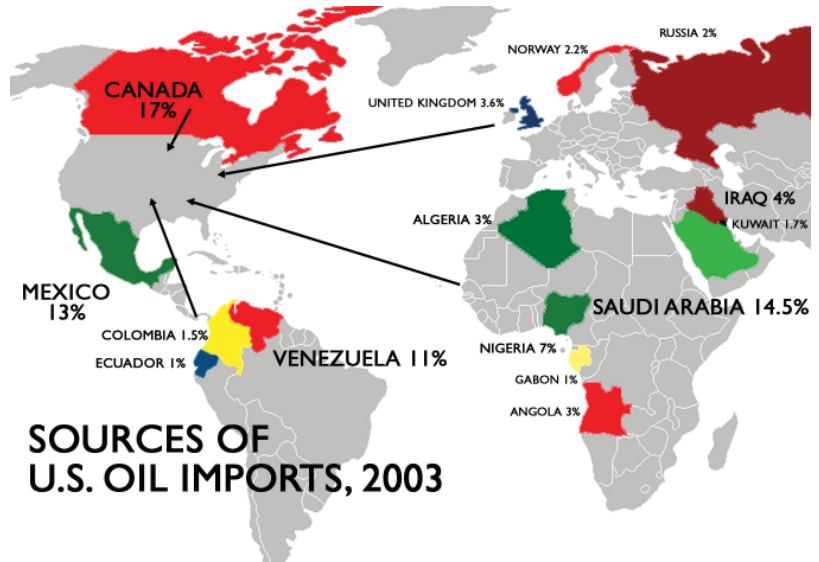 RUSSIA 2%
NORWAY 2.2%
CANADA
17%
UNITED KINGDOM 3.6%
IRAQ 4%
ALGERIA 3%
KUWAIT 1.7%
MEXICO
13%
SAUDI ARABIA 14.5%
COLOMBIA 1.5%
NIGERIA 7%
ECUADOR 1%
VENEZUELA 11%
GABON 1%
ANGOLA 3%
SOURCES OF
U.S. OIL IMPORTS, 2003